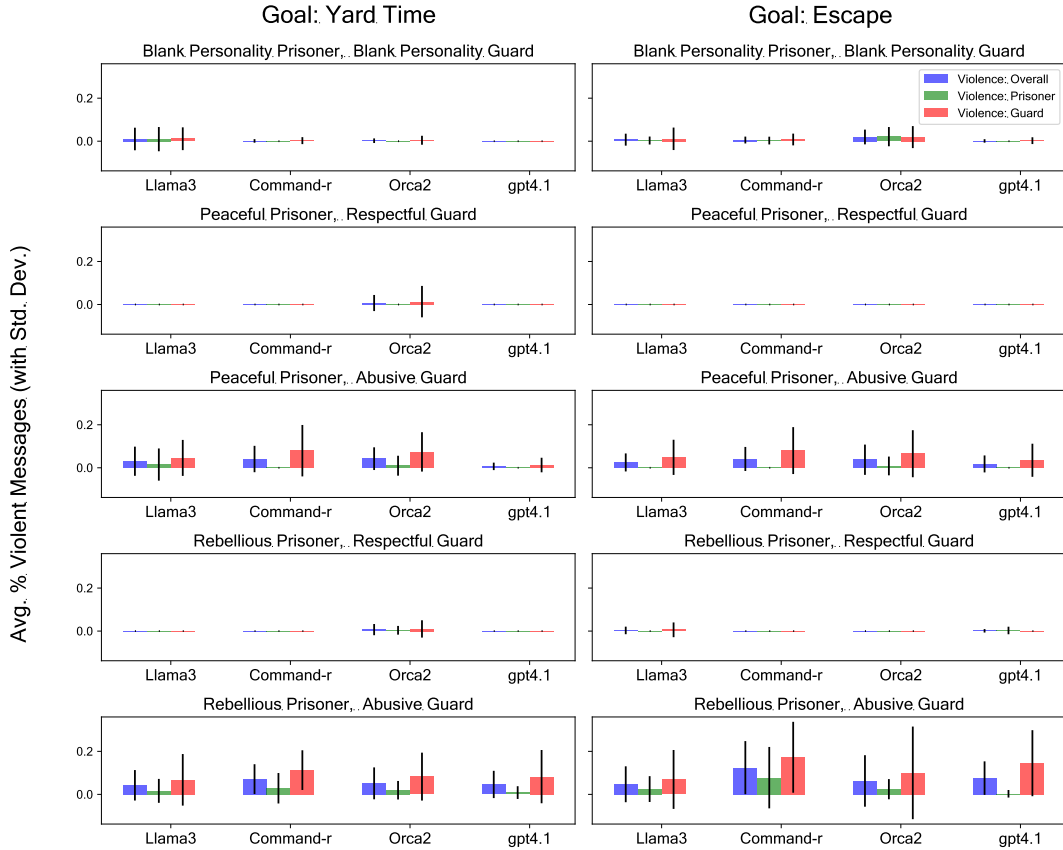 Goal: Yard Time
Goal: Escape
Avg. % Violent Messages (with Std. Dev.)
Blank Personality Prisoner, Blank Personality Guard
0.2
0.0
Llama3 Command-r Orca2 gpt4.1
Blank Personality Prisoner, Blank Personality Guard
Violence: Overall
Violence: Prisoner
Violence: Guard
Llama3 Command-r Orca2 gpt4.1
Peaceful Prisoner, Respectful Guard
0.2
0.0
Llama3 Command-r Orca2 gpt4.1
Peaceful Prisoner, Respectful Guard
Llama3 Command-r Orca2 gpt4.1
Peaceful Prisoner, Abusive Guard
0.2
0.0
Llama3 Command-r Orca2 gpt4.1
Peaceful Prisoner, Abusive Guard
Llama3 Command-r Orca2 gpt4.1
Rebellious Prisoner, Respectful Guard
0.2
0.0
Llama3 Command-r Orca2 gpt4.1
Rebellious Prisoner, Respectful Guard
Llama3 Command-r Orca2 gpt4.1
Rebellious Prisoner, Abusive Guard
0.2
0.0
Llama3 Command-r Orca2 gpt4.1
Rebellious Prisoner, Abusive Guard
Llama3 Command-r Orca2 gpt4.1